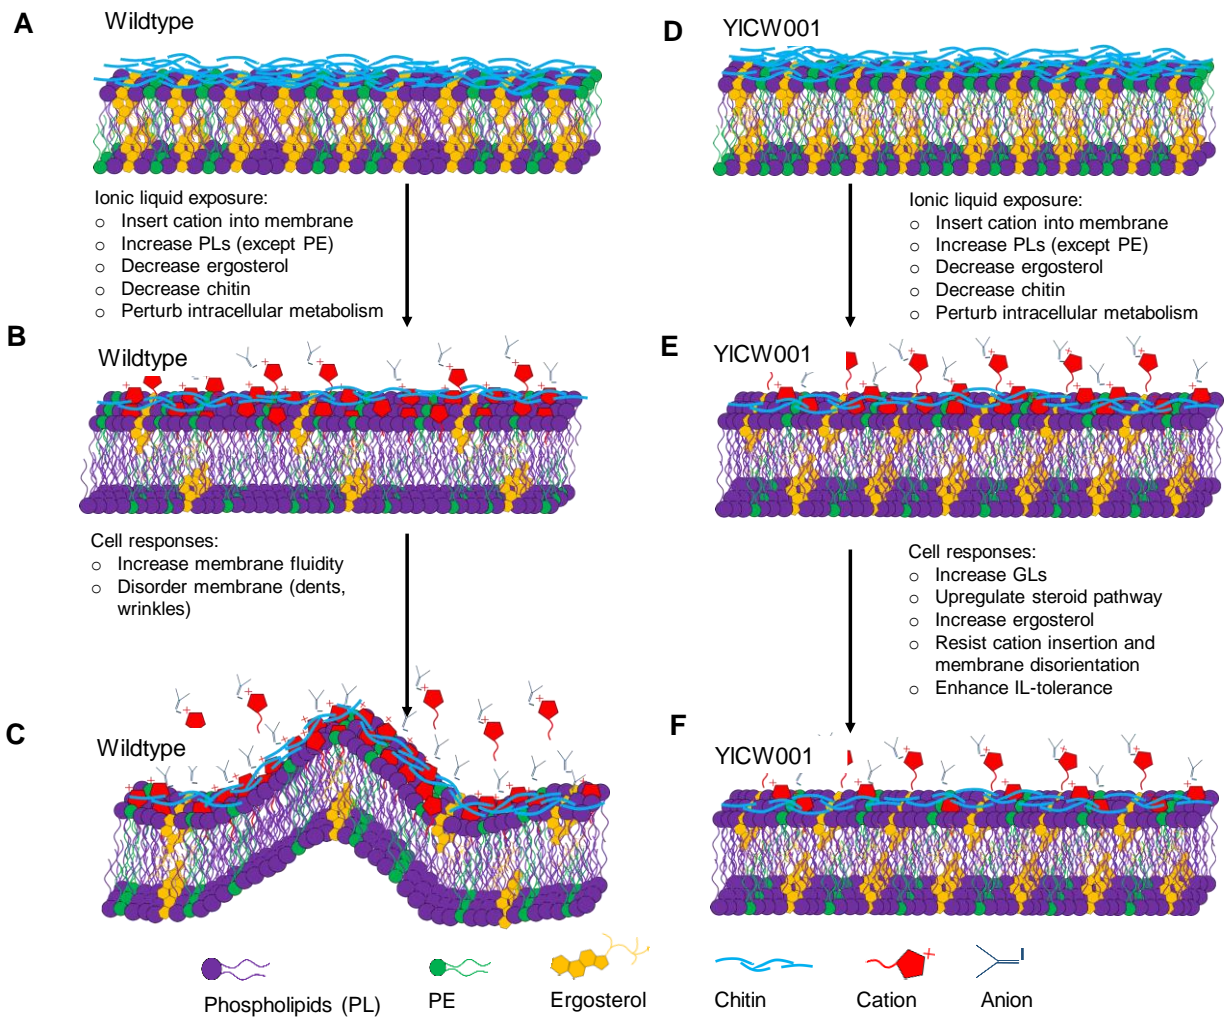 A
Wildtype
Ionic liquid exposure:
○ Insert cation into membrane
○ Increase PLs (except PE)
○ Decrease ergosterol
○ Decrease chitin
○ Perturb intracellular metabolism
B
Wildtype
Cell responses:
○ Increase membrane fluidity
○ Disorder membrane (dents,
wrinkles)
C
Wildtype
D
YlCW001
Ionic liquid exposure:
○ Insert cation into membrane
○ Increase PLs (except PE)
○ Decrease ergosterol
○ Decrease chitin
○ Perturb intracellular metabolism
E
YlCW001
Cell responses:
○ Increase GLs
○ Upregulate steroid pathway
○ Increase ergosterol
○ Resist cation insertion and
membrane disorientation
○ Enhance IL-tolerance
F
YlCW001
Phospholipids (PL)
PE
Ergosterol
Chitin
Cation
Anion